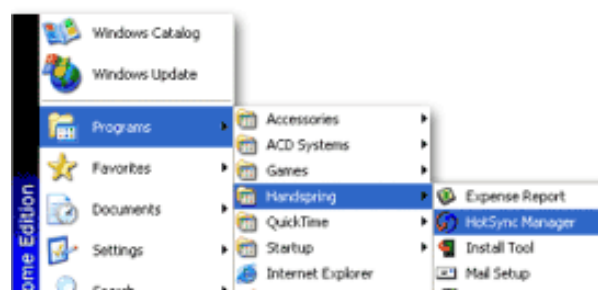 Windows Catalog
Windows Update
Programs
Favorites
Documents
Settings
Search
ome Edition
Accessories
ACD Systems
Games
Handspring
QuickTime
Startup
Internet Explorer
Expense Report
HotSync Manager
Install Tool
Mail Setup